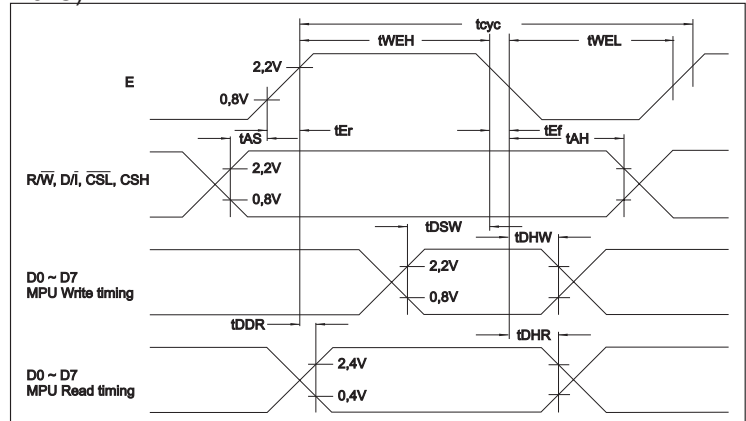 tcyc
tWEH tWEL
E
2,2V
0,8V
tEr tEf
tAS tAH
R/W̅, D/I̅, C̅S̅L̅, CSH
2,2V
0,8V
tDSW
tDHW
D0 ~ D7
MPU Write timing
2,2V
0,8V
tDDR
tDHR
D0 ~ D7
MPU Read timing
2,4V
0,4V